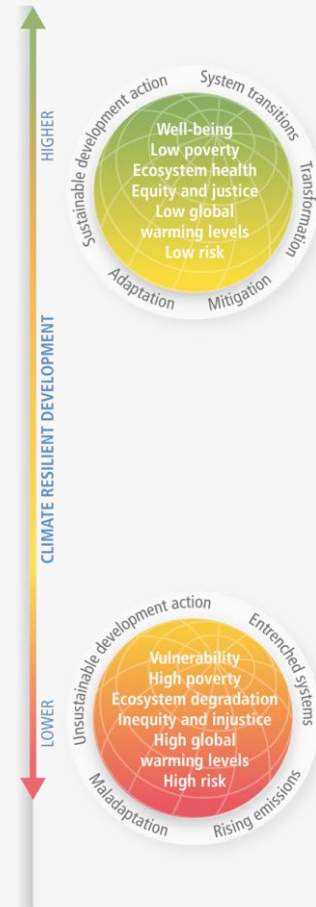 HIGHER
CLIMATE RESILIENT DEVELOPMENT
LOWER
Sustainable development action
System transitions
Transformation
Mitigation
Adaptation
Well-being
Low poverty
Ecosystem health
Equity and justice
Low global
warming levels
Low risk
Unsustainable development action
Entrenched systems
Rising emissions
Maladaptation
Vulnerability
High poverty
Ecosystem degradation
Inequity and injustice
High global
warming levels
High risk